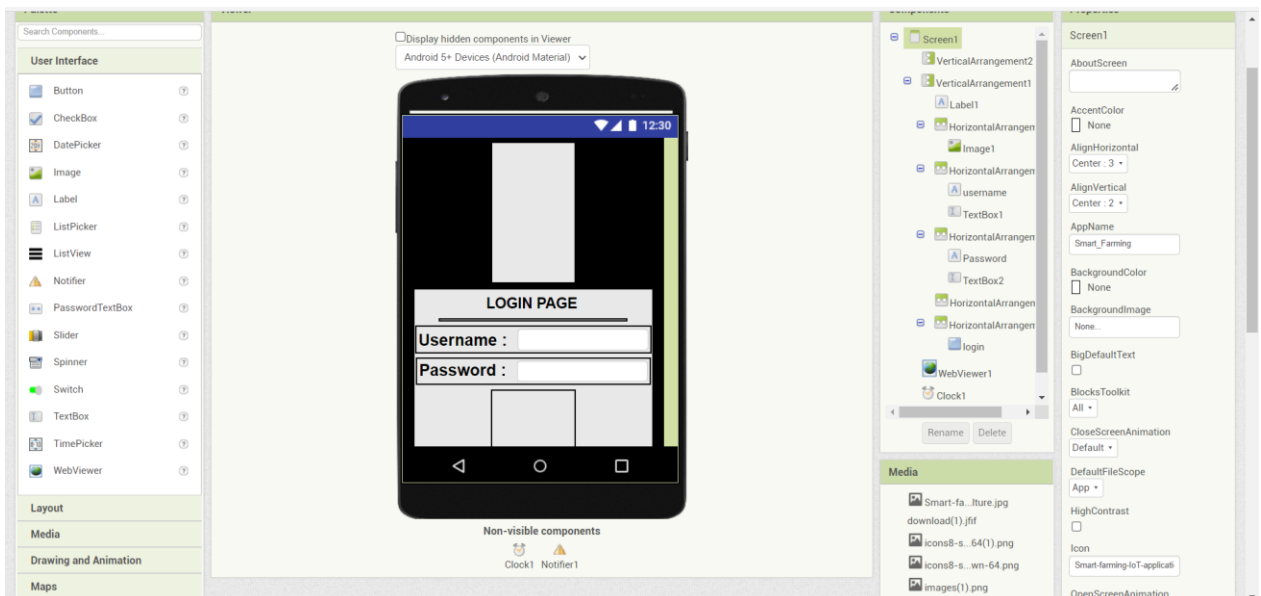 Search Components...
User Interface
Button
CheckBox
DatePicker
Image
Label
ListPicker
ListView
Notifier
PasswordTextBox
Slider
Spinner
Switch
TextBox
TimePicker
WebViewer
Layout
Media
Drawing and Animation
Maps
Viewer
Display hidden components in Viewer
Android 5+ Devices (Android Material)
12:30
LOGIN PAGE
Username :
Password :
Non-visible components
Clock1 Notifier1
Components
Screen1
VerticalArrangement2
VerticalArrangement1
Label1
HorizontalArrangen
Image1
HorizontalArrangen
username
TextBox1
HorizontalArrangen
Password
TextBox2
HorizontalArrangen
HorizontalArrangen
login
WebViewer1
Clock1
Rename Delete
Media
Smart-fa...lture.jpg
download(1).jfif
icons8-s...64(1).png
icons8-s...wn-64.png
images(1).png
Properties
Screen1
AboutScreen
AccentColor
None
AlignHorizontal
Center : 3
AlignVertical
Center : 2
AppName
Smart_Farming
BackgroundColor
None
BackgroundImage
None...
BigDefaultText
BlocksToolkit
All
CloseScreenAnimation
Default
DefaultFileScope
App
HighContrast
Icon
Smart-farming-IoT-applicati
OpenScreenAnimation